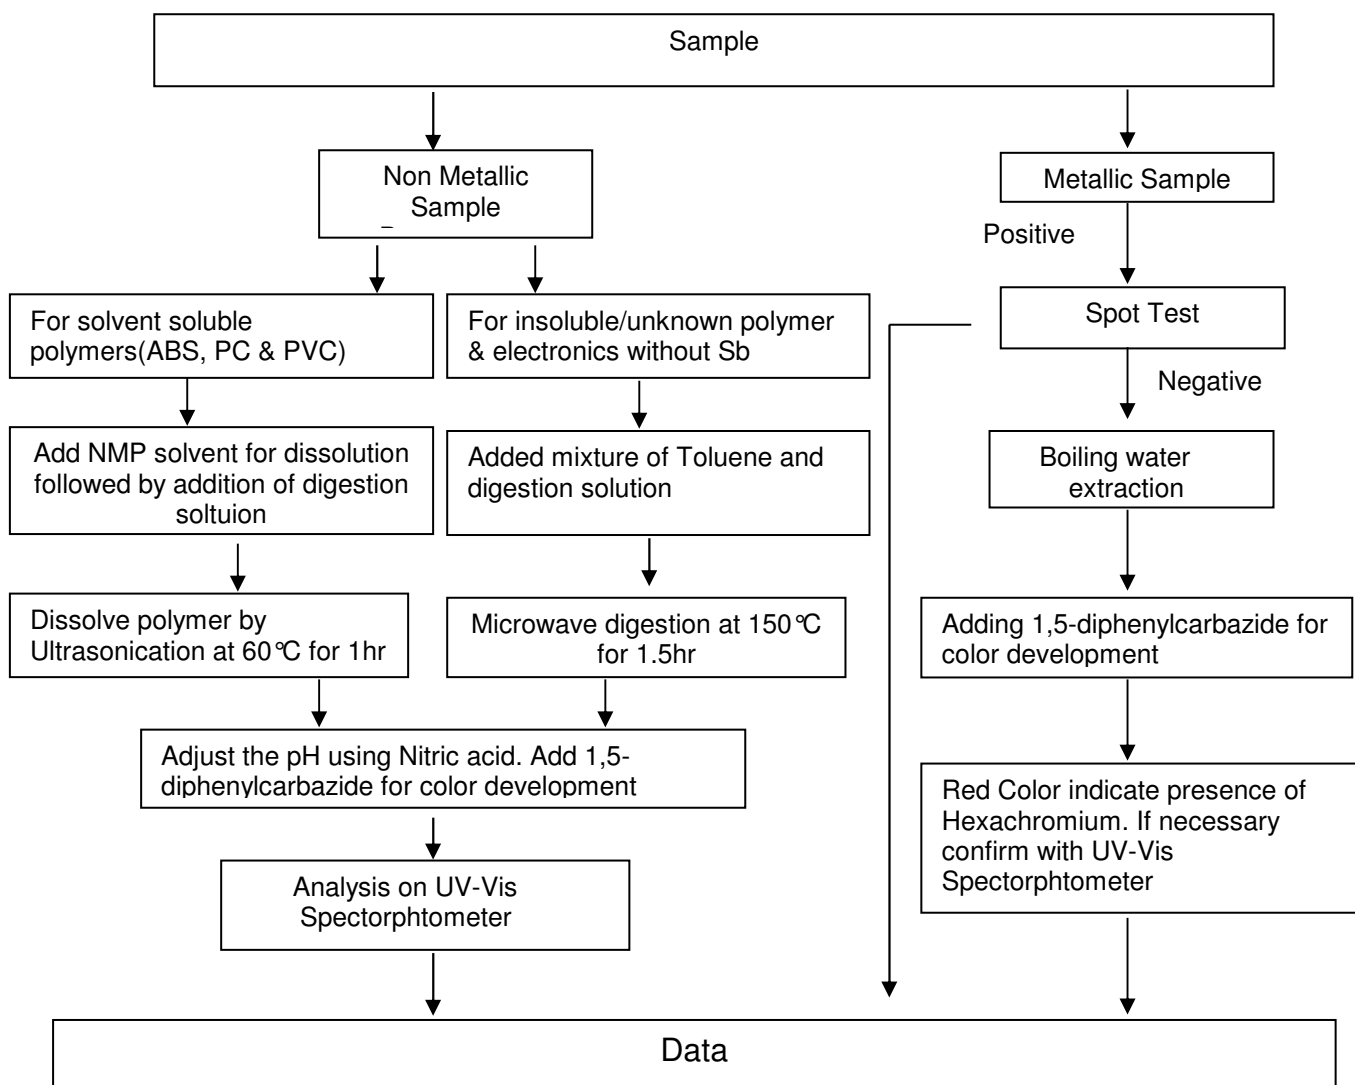 Sample
Non Metallic
Sample
Metallic Sample
Positive
For solvent soluble
polymers(ABS, PC & PVC)
For insoluble/unknown polymer
& electronics without Sb
Spot Test
Negative
Add NMP solvent for dissolution
followed by addition of digestion
soltuion
Added mixture of Toluene and
digestion solution
Boiling water
extraction
Dissolve polymer by
Ultrasonication at 60°C for 1hr
Microwave digestion at 150°C
for 1.5hr
Adding 1,5-diphenylcarbazide for
color development
Adjust the pH using Nitric acid. Add 1,5-
diphenylcarbazide for color development
Red Color indicate presence of
Hexachromium. If necessary
confirm with UV-Vis
Spectorphtometer
Analysis on UV-Vis
Spectorphtometer
Data